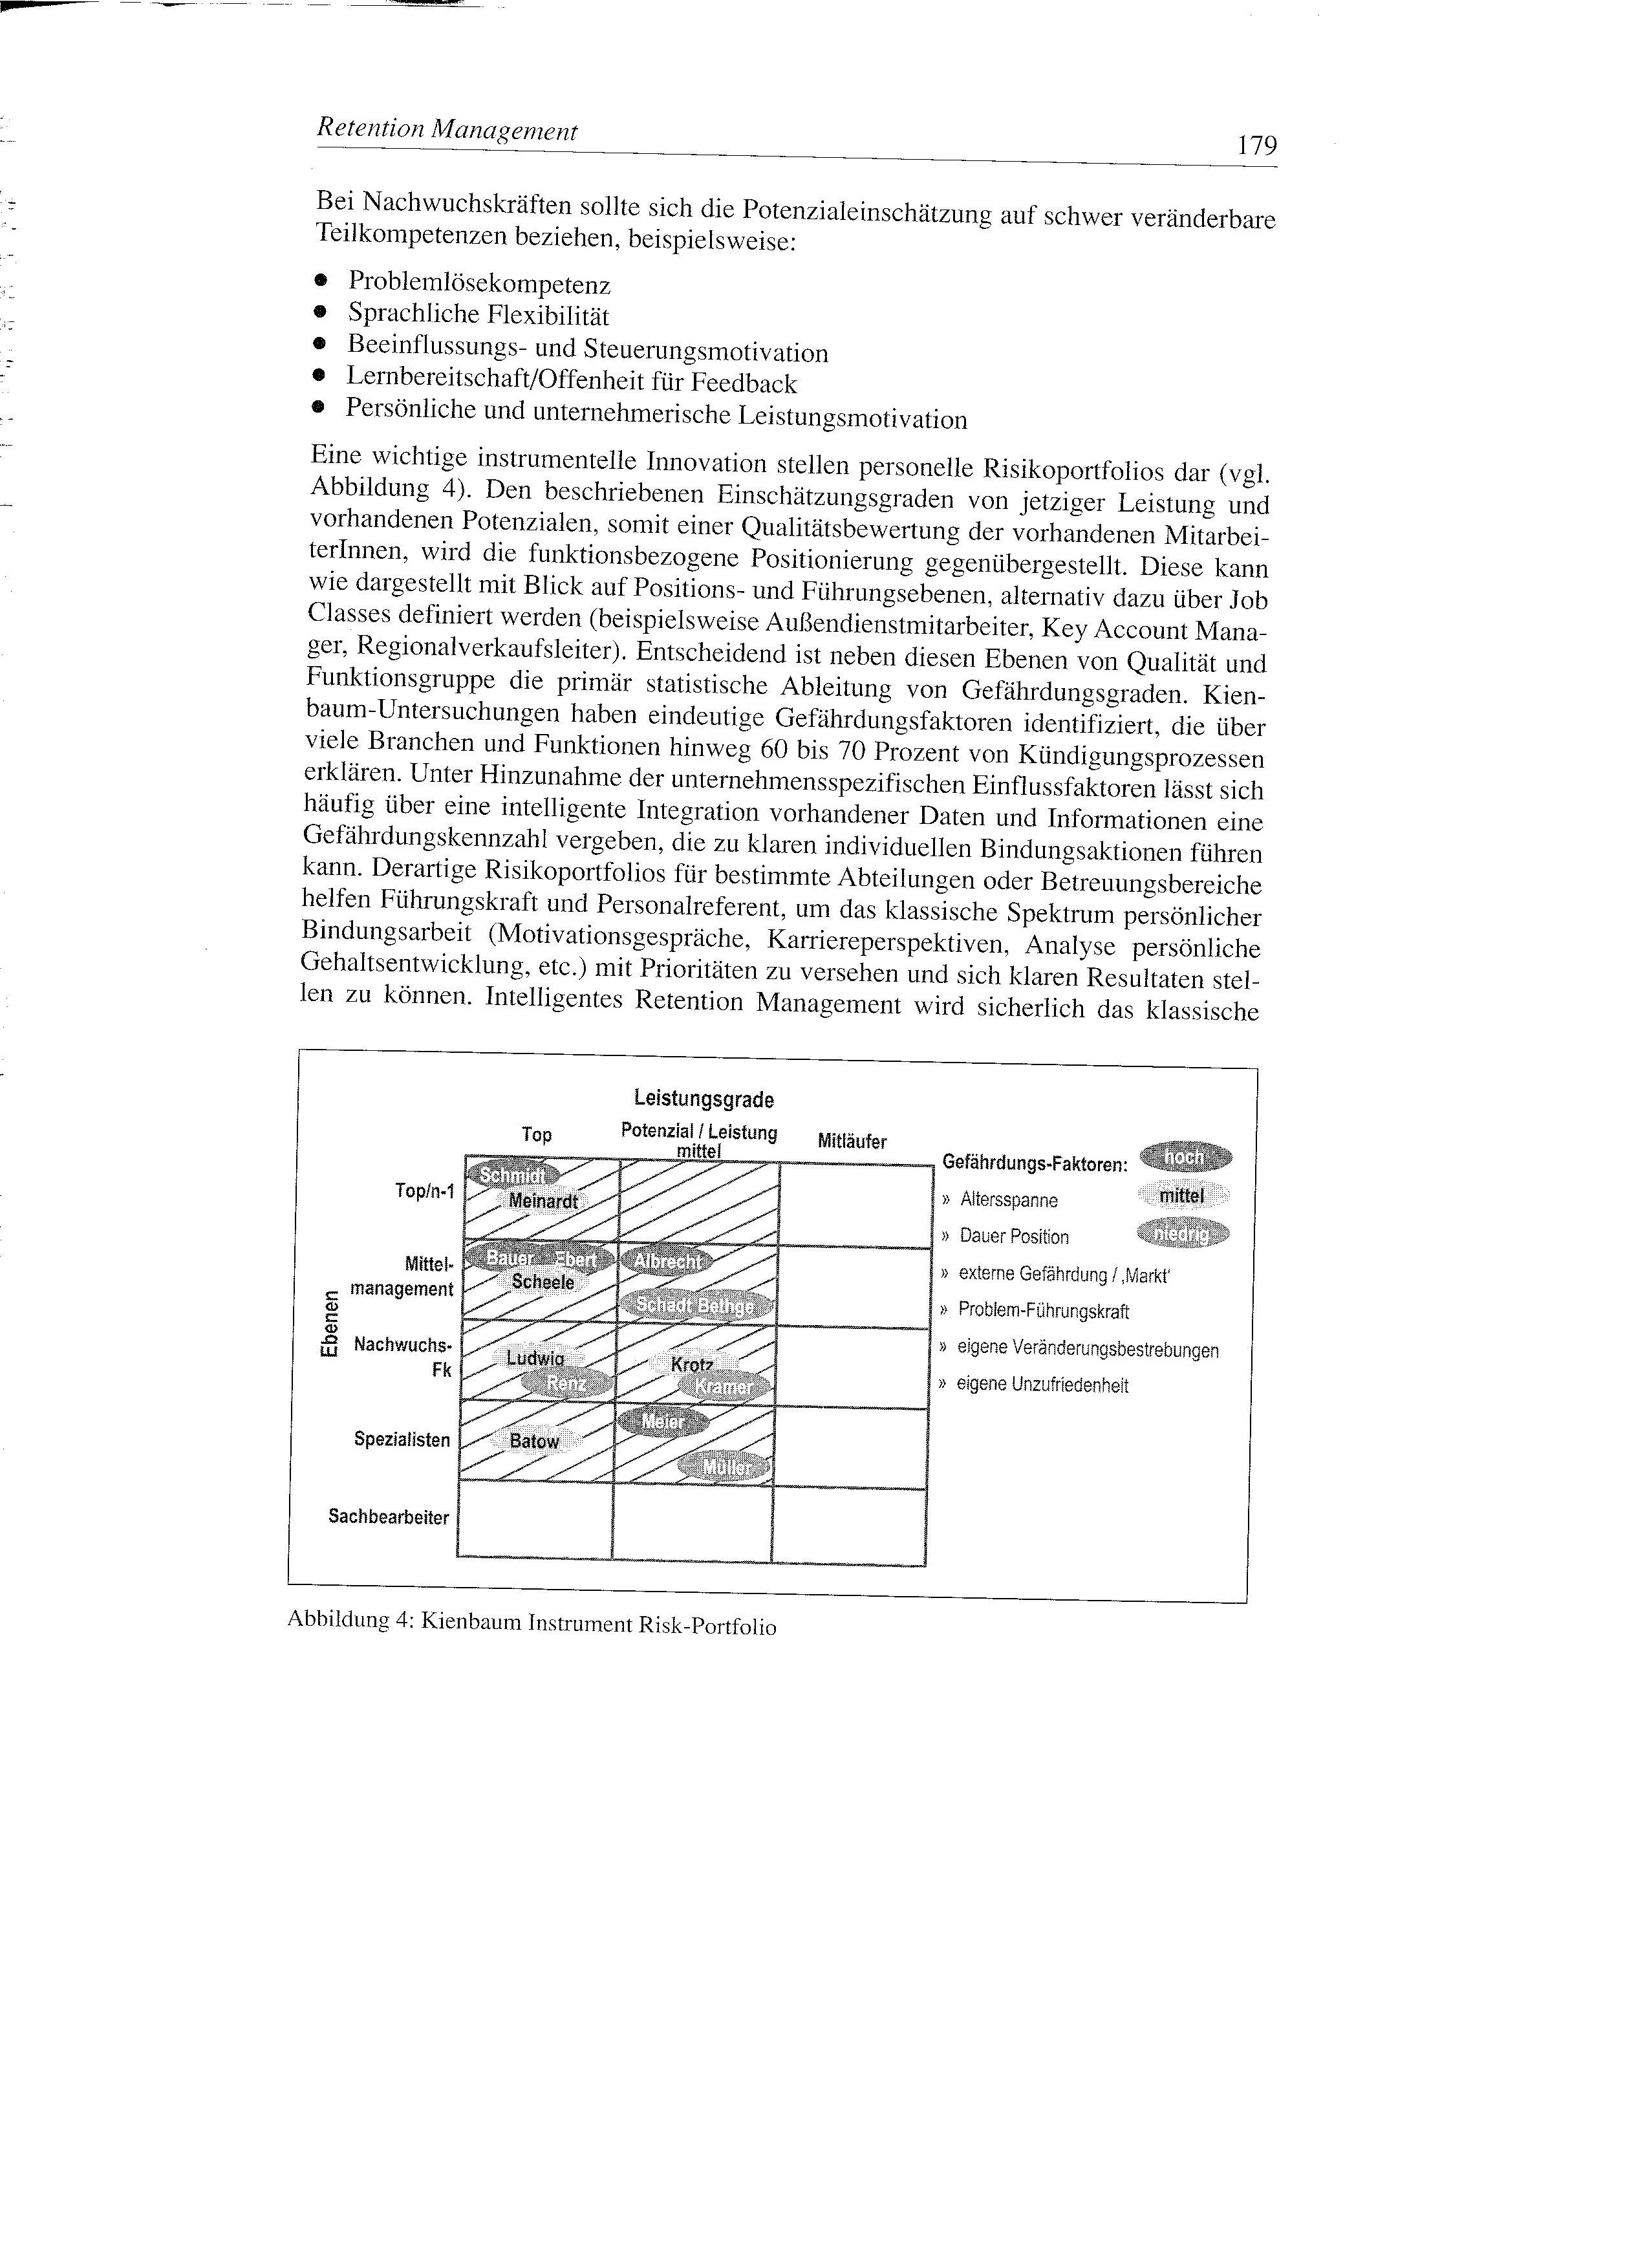 Retention Management
179
Bei Nachwuchskräften sollte sich die Potenzialeinschätzung auf schwer veränderbare
Teilkompetenzen beziehen, beispielsweise:
● Problemlösekompetenz
● Sprachliche Flexibilität
● Beeinflussungs- und Steuerungsmotivation
● Lernbereitschaft/Offenheit für Feedback
● Persönliche und unternehmerische Leistungsmotivation
Eine wichtige instrumentelle Innovation stellen personelle Risikoportfolios dar (vgl.
Abbildung 4). Den beschriebenen Einschätzungsgraden von jetziger Leistung und
vorhandenen Potenzialen, somit einer Qualitätsbewertung der vorhandenen Mitarbei-
terInnen, wird die funktionsbezogene Positionierung gegenübergestellt. Diese kann
wie dargestellt mit Blick auf Positions- und Führungsebenen, alternativ dazu über Job
Classes definiert werden (beispielsweise Außendienstmitarbeiter, Key Account Mana-
ger, Regionalverkaufsleiter). Entscheidend ist neben diesen Ebenen von Qualität und
Funktionsgruppe die primär statistische Ableitung von Gefährdungsgraden. Kien-
baum-Untersuchungen haben eindeutige Gefährdungsfaktoren identifiziert, die über
viele Branchen und Funktionen hinweg 60 bis 70 Prozent von Kündigungsprozessen
erklären. Unter Hinzunahme der unternehmensspezifischen Einflussfaktoren lässt sich
häufig über eine intelligente Integration vorhandener Daten und Informationen eine
Gefährdungskennzahl vergeben, die zu klaren individuellen Bindungsaktionen führen
kann. Derartige Risikoportfolios für bestimmte Abteilungen oder Betreuungsbereiche
helfen Führungskraft und Personalreferent, um das klassische Spektrum persönlicher
Bindungsarbeit (Motivationsgespräche, Karriereperspektiven, Analyse persönliche
Gehaltsentwicklung, etc.) mit Prioritäten zu versehen und sich klaren Resultaten stel-
len zu können. Intelligentes Retention Management wird sicherlich das klassische
Leistungsgrade
Top
Potenzial / Leistung
mittel
Mitläufer
Ebenen
Top/n-1
Schmidt
Meinardt
Mittel-
management
Bauer Ebert
Scheele
Albrecht
Schadt Bethge
Nachwuchs-
Fk
Ludwig
Renz
Krotz
Kramer
Spezialisten
Batow
Meier
Müller
Sachbearbeiter
Gefährdungs-Faktoren:
» Altersspanne
» Dauer Position
» externe Gefährdung / ‚Markt‘
» Problem-Führungskraft
» eigene Veränderungsbestrebungen
» eigene Unzufriedenheit
hoch
mittel
niedrig
Abbildung 4: Kienbaum Instrument Risk-Portfolio